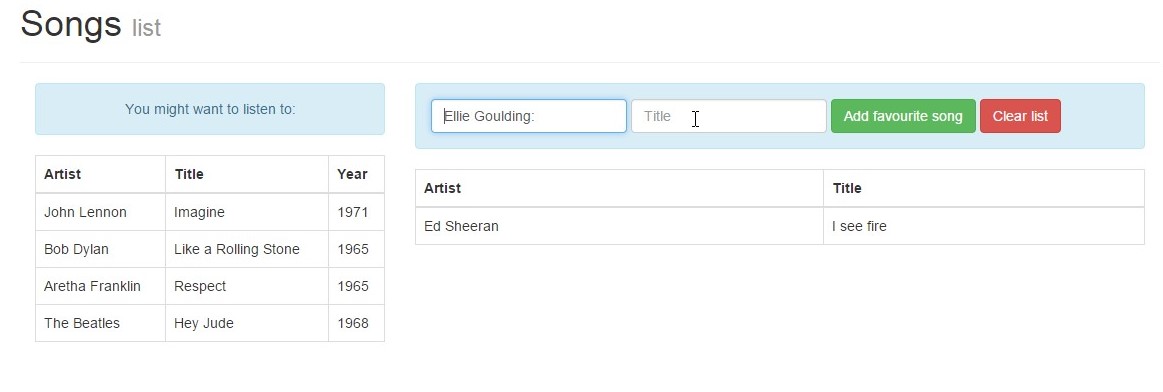 Songs list
You might want to listen to:
Artist Title Year
John Lennon Imagine 1971
Bob Dylan Like a Rolling Stone 1965
Aretha Franklin Respect 1965
The Beatles Hey Jude 1968
Ellie Goulding: Title Add favourite song Clear list
Artist Title
Ed Sheeran I see fire